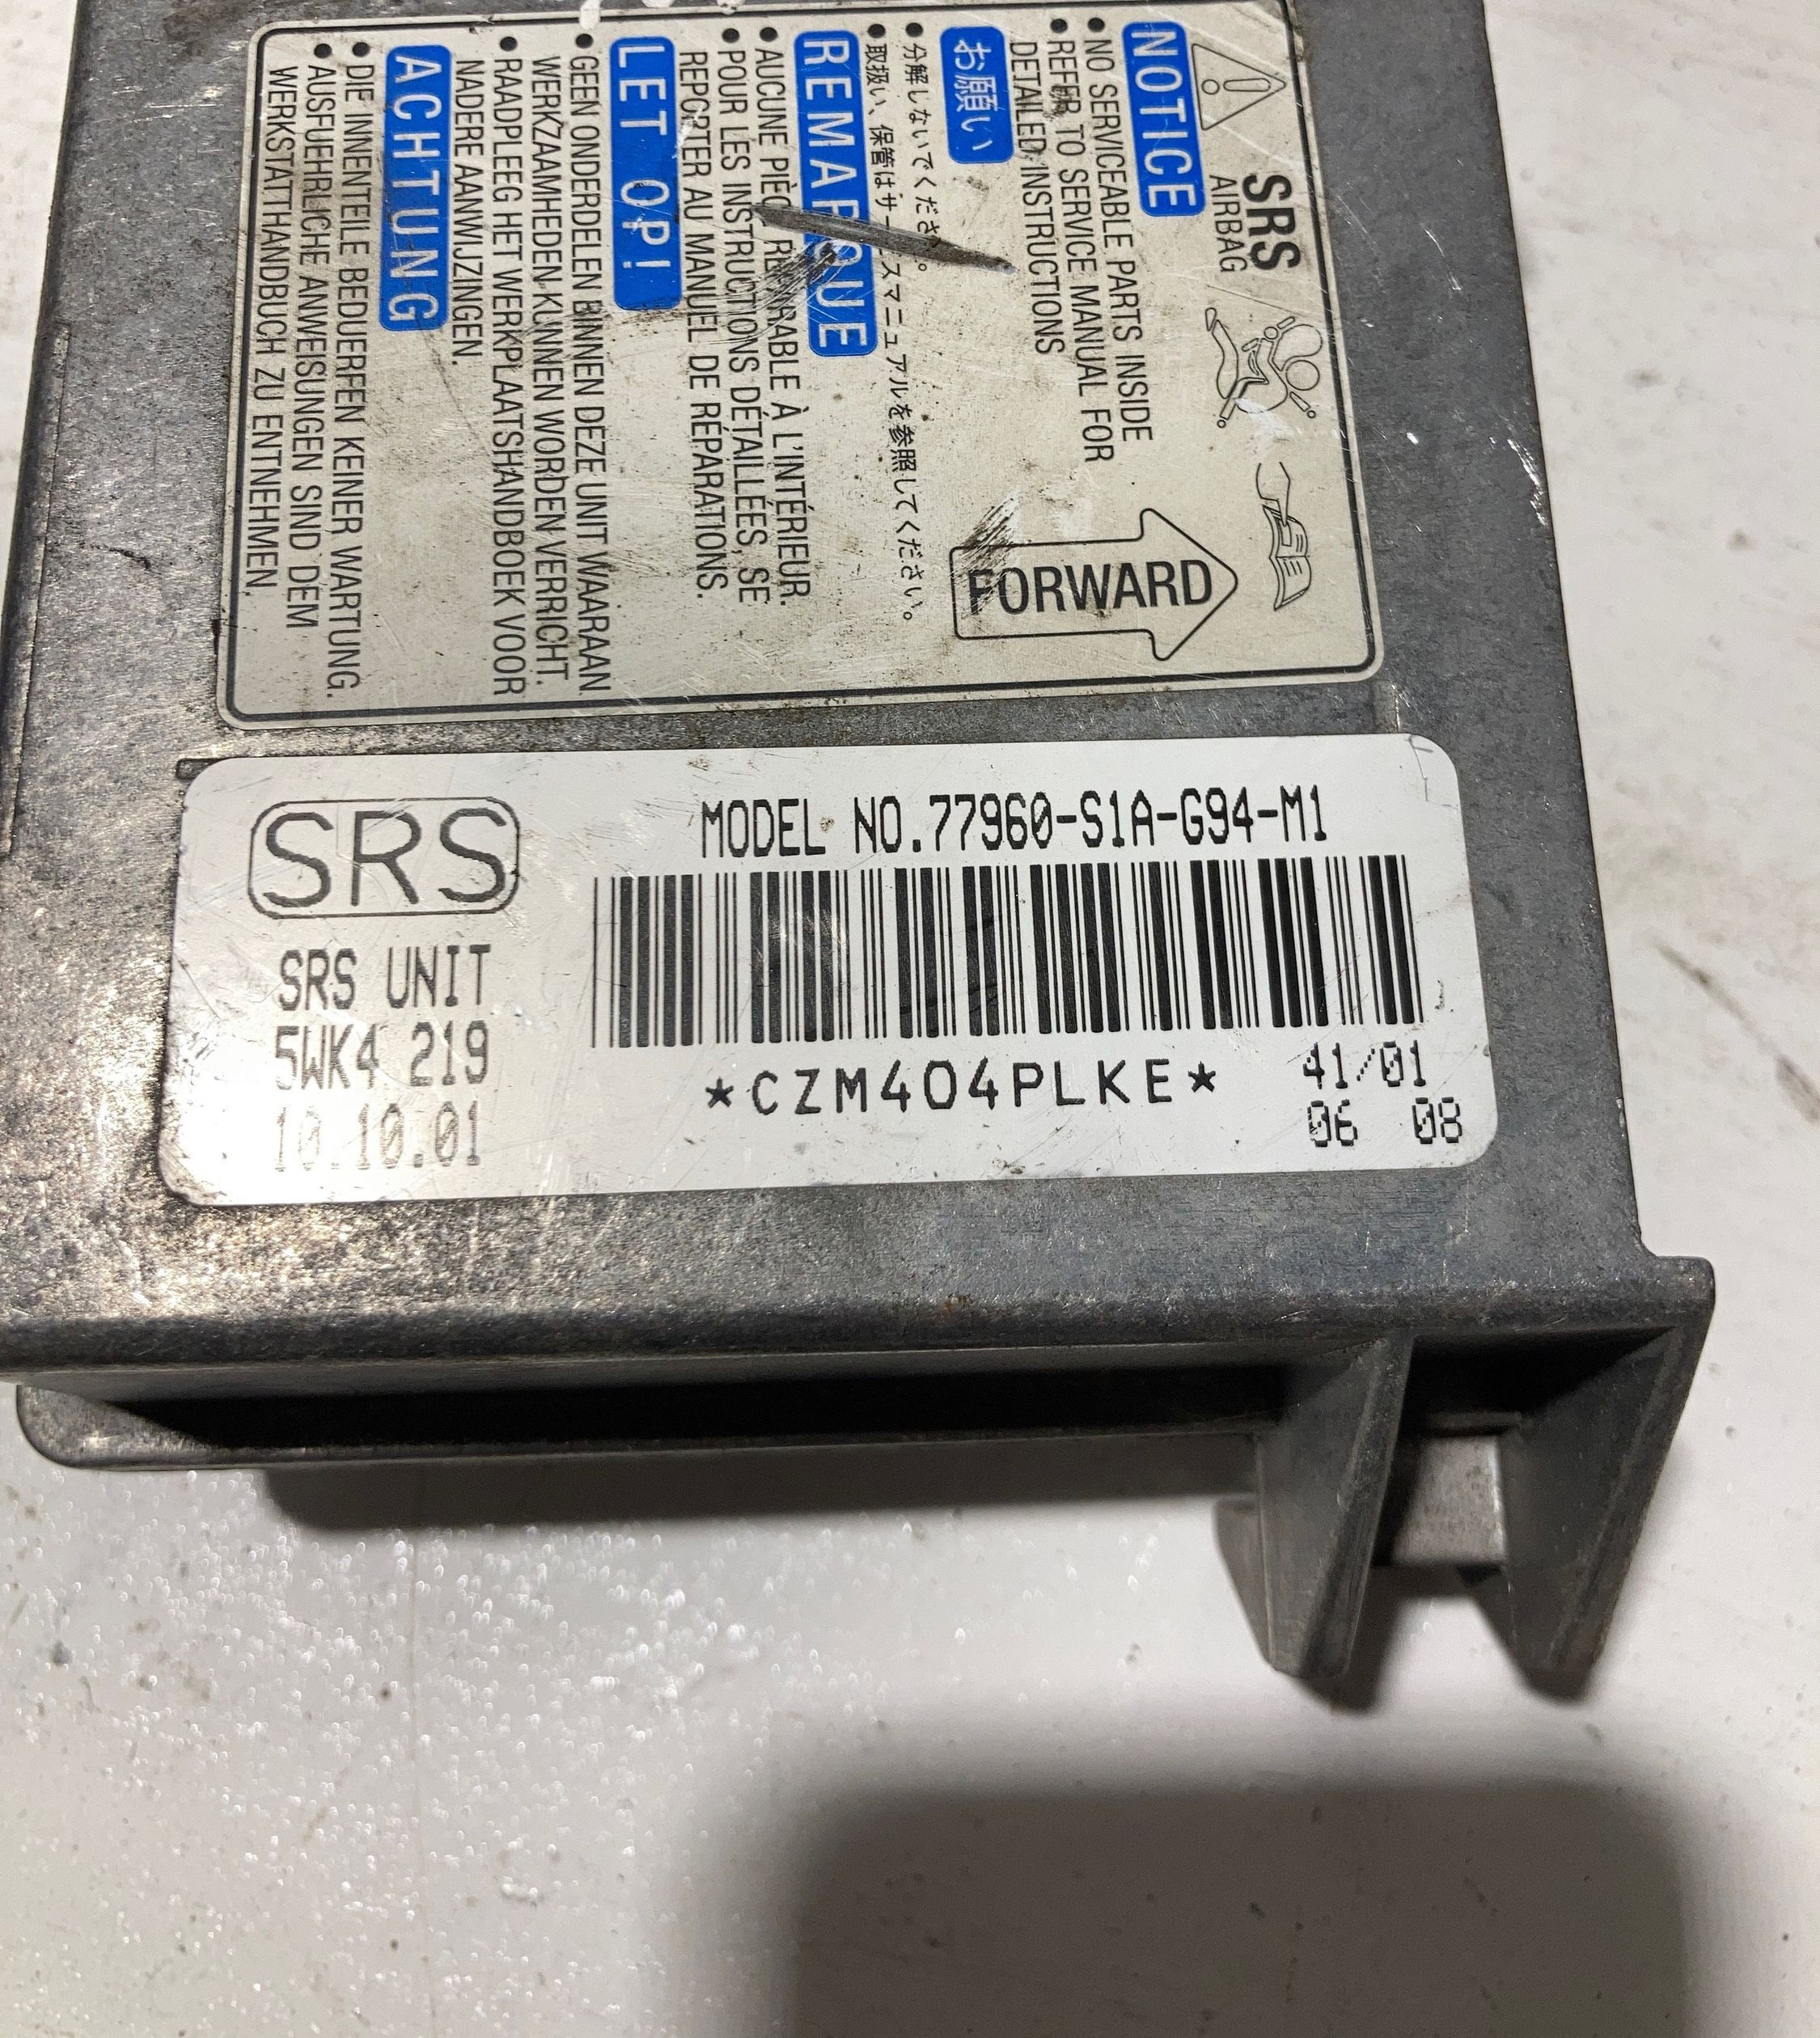 SRS
AIRBAG
NOTICE
● NO SERVICEABLE PARTS INSIDE
● REFER TO SERVICE MANUAL FOR
DETAILED INSTRUCTIONS
FORWARD
お願い
● 分解しないでください。
● 取扱い、保管はサービスマニュアルを参照してください。
REMARQUE
● AUCUNE PIÈCE RÉPARABLE À L'INTÉRIEUR.
● POUR LES INSTRUCTIONS DÉTAILLÉES, SE
REPORTER AU MANUEL DE RÉPARATIONS.
LET OP!
● GEEN ONDERDELEN BINNEN DEZE UNIT WAARAAN
WERKZAAMHEDEN KUNNEN WORDEN VERRICHT.
● RAADPLEEG HET WERKPLAATSHANDBOEK VOOR
NADERE AANWIJZINGEN.
ACHTUNG
● DIE INNENTEILE BEDUERFEN KEINER WARTUNG.
● AUSFUEHRLICHE ANWEISUNGEN SIND DEM
WERKSTATTHANDBUCH ZU ENTNEHMEN.
SRS
MODEL NO.77960-S1A-G94-M1
SRS UNIT
5WK4 219
10.10.01
*CZM404PLKE*
41/01
06 08